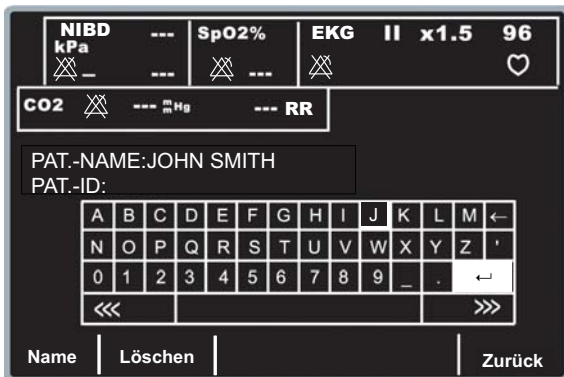 NIBD --- SpO2% EKG II x1.5 96
kPa
– --- ---
CO2 --- mmHg --- RR
PAT.-NAME:JOHN SMITH
PAT.-ID:
A B C D E F G H I J K L M ←
N O P Q R S T U V W X Y Z '
0 1 2 3 4 5 6 7 8 9 _ . ↵
<<< >>>
Name Löschen Zurück